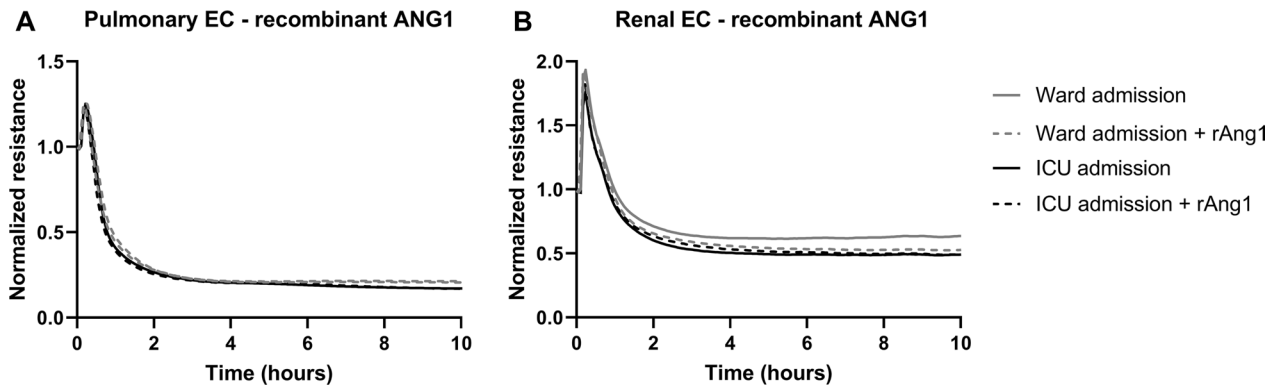 A Pulmonary EC - recombinant ANG1
Normalized resistance
1.5
1.0
0.5
0.0
0 2 4 6 8 10
Time (hours)
B Renal EC - recombinant ANG1
Normalized resistance
2.0
1.5
1.0
0.5
0.0
0 2 4 6 8 10
Time (hours)
Ward admission
Ward admission + rAng1
ICU admission
ICU admission + rAng1